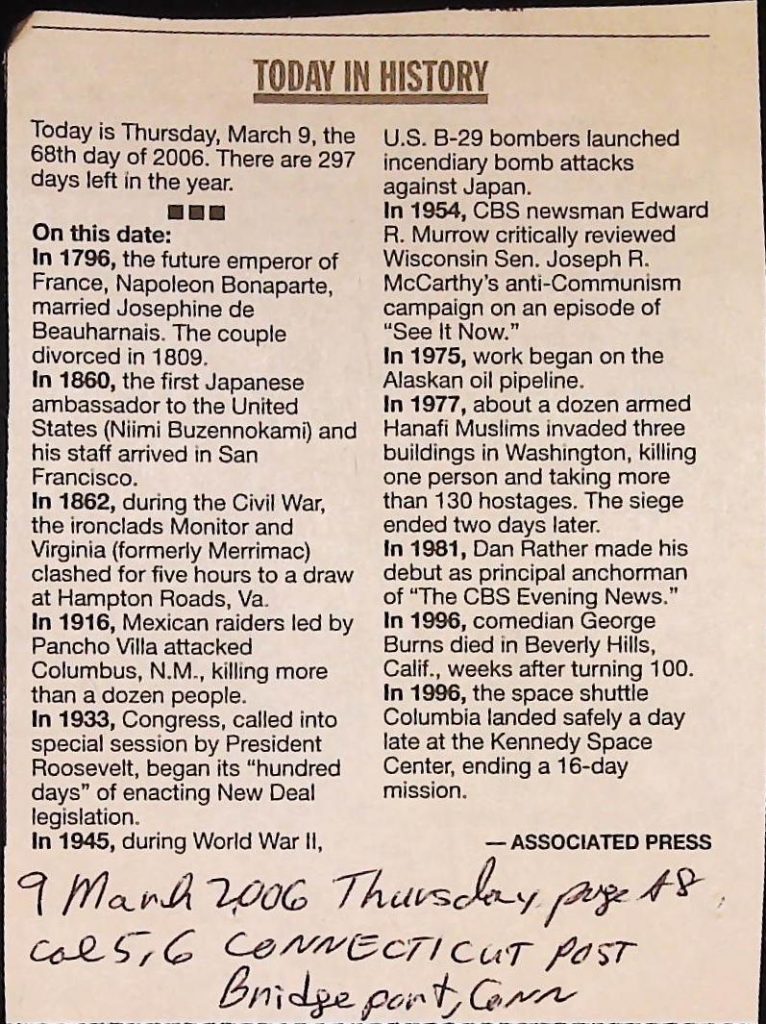 TODAY IN HISTORY
Today is Thursday, March 9, the
68th day of 2006. There are 297
days left in the year.
■■■
On this date:
In 1796, the future emperor of
France, Napoleon Bonaparte,
married Josephine de
Beauharnais. The couple
divorced in 1809.
In 1860, the first Japanese
ambassador to the United
States (Niimi Buzennokami) and
his staff arrived in San
Francisco.
In 1862, during the Civil War,
the ironclads Monitor and
Virginia (formerly Merrimac)
clashed for five hours to a draw
at Hampton Roads, Va.
In 1916, Mexican raiders led by
Pancho Villa attacked
Columbus, N.M., killing more
than a dozen people.
In 1933, Congress, called into
special session by President
Roosevelt, began its “hundred
days” of enacting New Deal
legislation.
In 1945, during World War II,
U.S. B-29 bombers launched
incendiary bomb attacks
against Japan.
In 1954, CBS newsman Edward
R. Murrow critically reviewed
Wisconsin Sen. Joseph R.
McCarthy’s anti-Communism
campaign on an episode of
“See It Now.”
In 1975, work began on the
Alaskan oil pipeline.
In 1977, about a dozen armed
Hanafi Muslims invaded three
buildings in Washington, killing
one person and taking more
than 130 hostages. The siege
ended two days later.
In 1981, Dan Rather made his
debut as principal anchorman
of “The CBS Evening News.”
In 1996, comedian George
Burns died in Beverly Hills,
Calif., weeks after turning 100.
In 1996, the space shuttle
Columbia landed safely a day
late at the Kennedy Space
Center, ending a 16-day
mission.
— ASSOCIATED PRESS
9 March 2006 Thursday page A8,
col 5,6 CONNECTICUT POST
Bridgeport, Conn